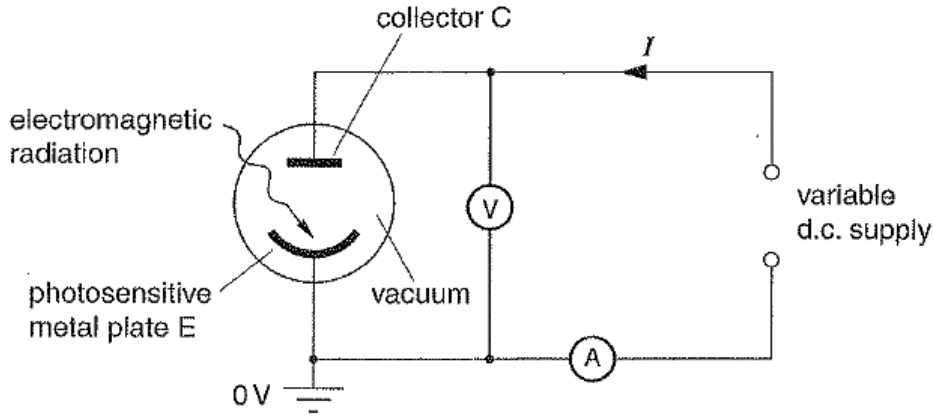 collector C
I
electromagnetic
radiation
V
variable
d.c. supply
photosensitive
metal plate E
vacuum
A
0 V